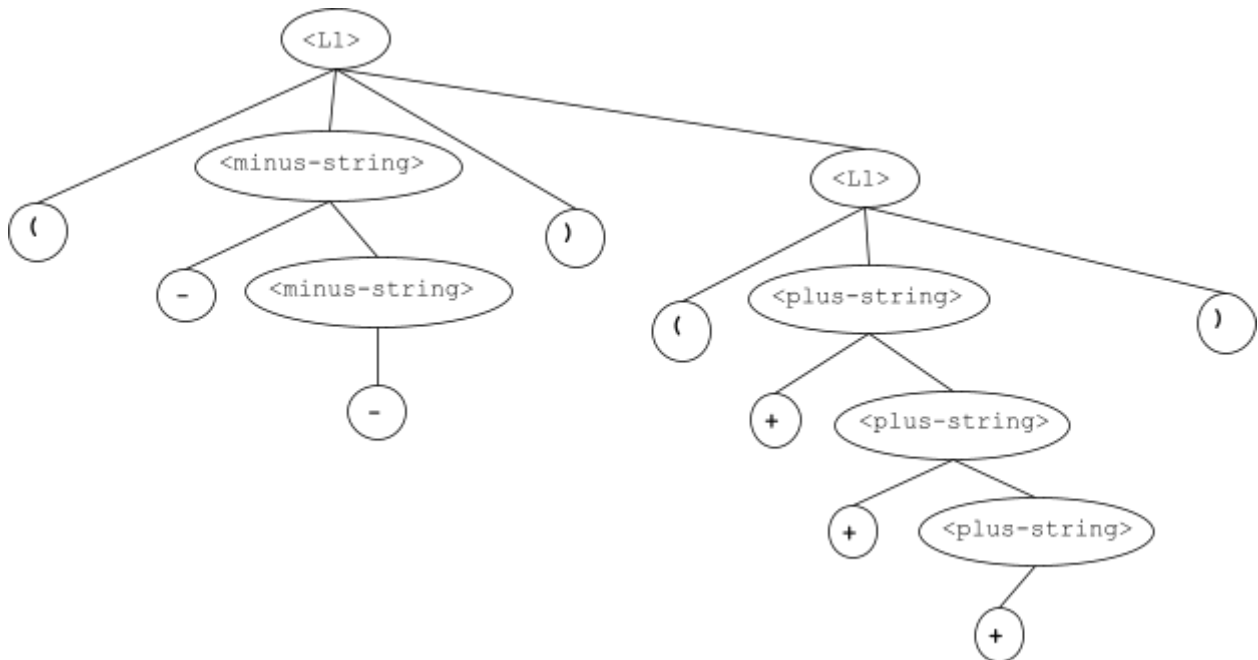 <L1>
<minus-string>
<L1>
(
)
- <minus-string>
<plus-string>
(
)
-
+
<plus-string>
+
<plus-string>
+